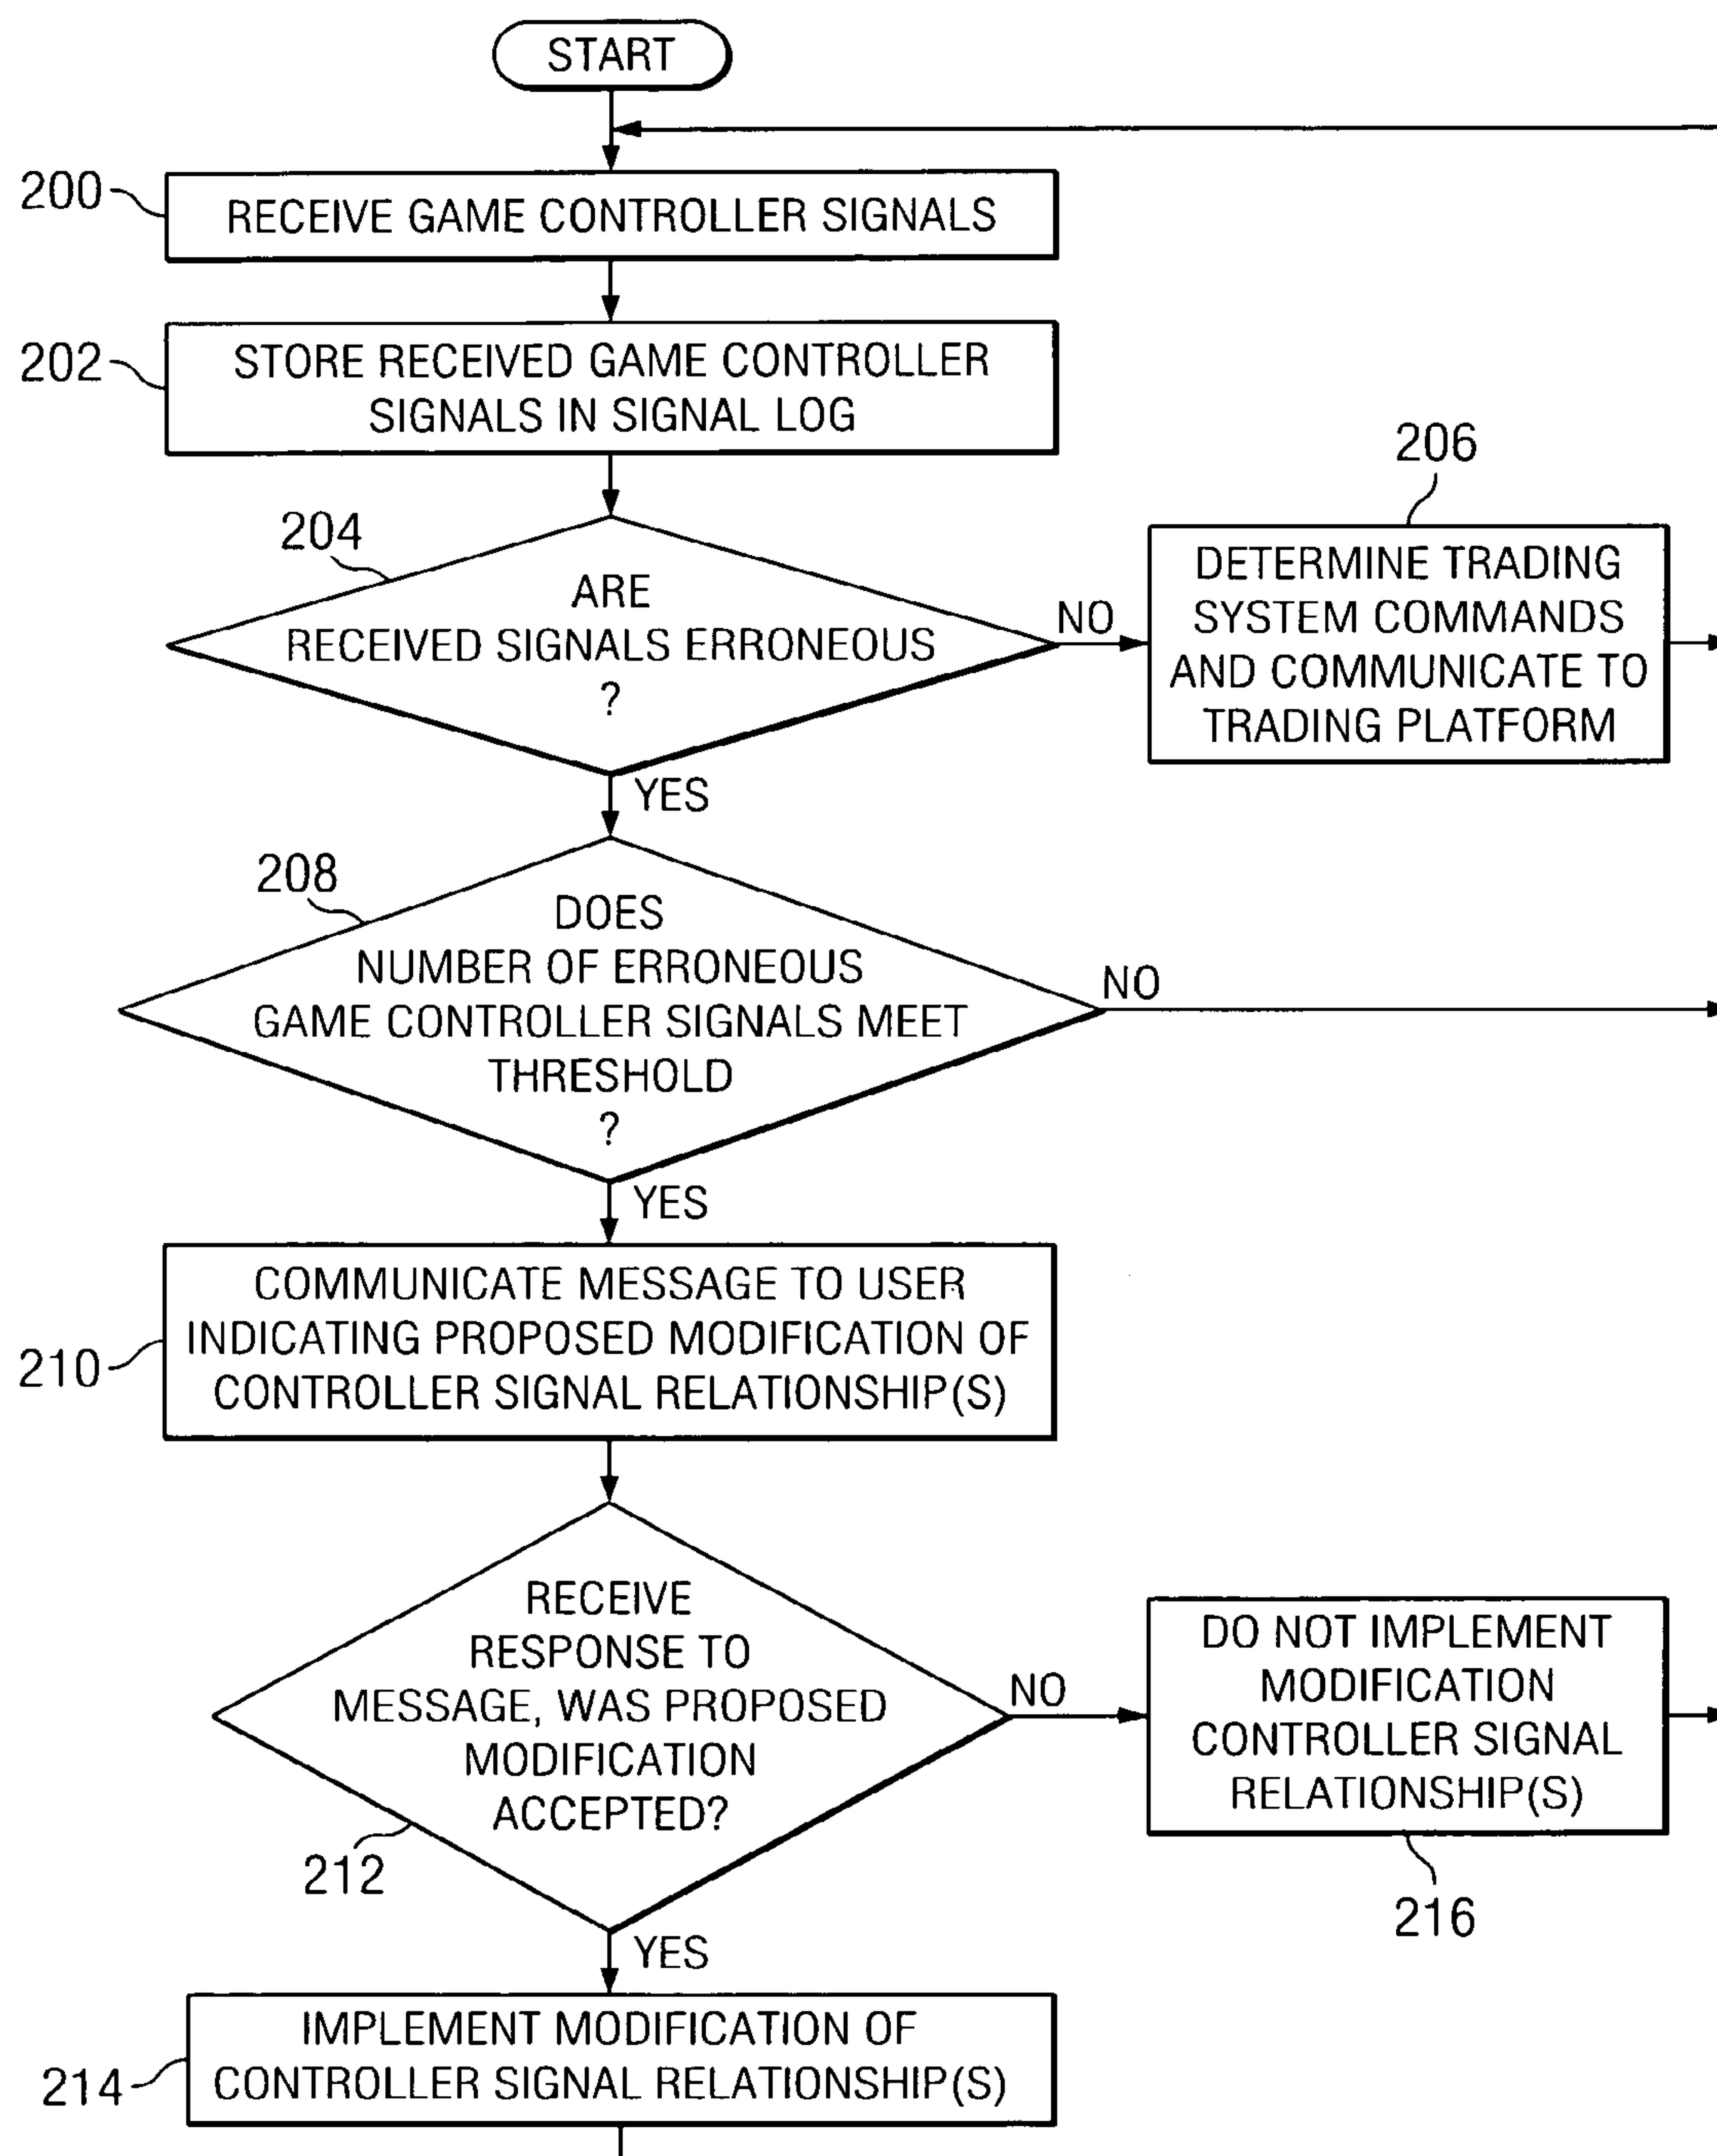 START
200
RECEIVE GAME CONTROLLER SIGNALS
202
STORE RECEIVED GAME CONTROLLER
SIGNALS IN SIGNAL LOG
204
ARE
RECEIVED SIGNALS ERRONEOUS
?
NO
206
DETERMINE TRADING
SYSTEM COMMANDS
AND COMMUNICATE TO
TRADING PLATFORM
YES
208
DOES
NUMBER OF ERRONEOUS
GAME CONTROLLER SIGNALS MEET
THRESHOLD
?
NO
YES
210
COMMUNICATE MESSAGE TO USER
INDICATING PROPOSED MODIFICATION OF
CONTROLLER SIGNAL RELATIONSHIP(S)
RECEIVE
RESPONSE TO
MESSAGE, WAS PROPOSED
MODIFICATION
ACCEPTED?
212
NO
DO NOT IMPLEMENT
MODIFICATION
CONTROLLER SIGNAL
RELATIONSHIP(S)
216
YES
214
IMPLEMENT MODIFICATION OF
CONTROLLER SIGNAL RELATIONSHIP(S)